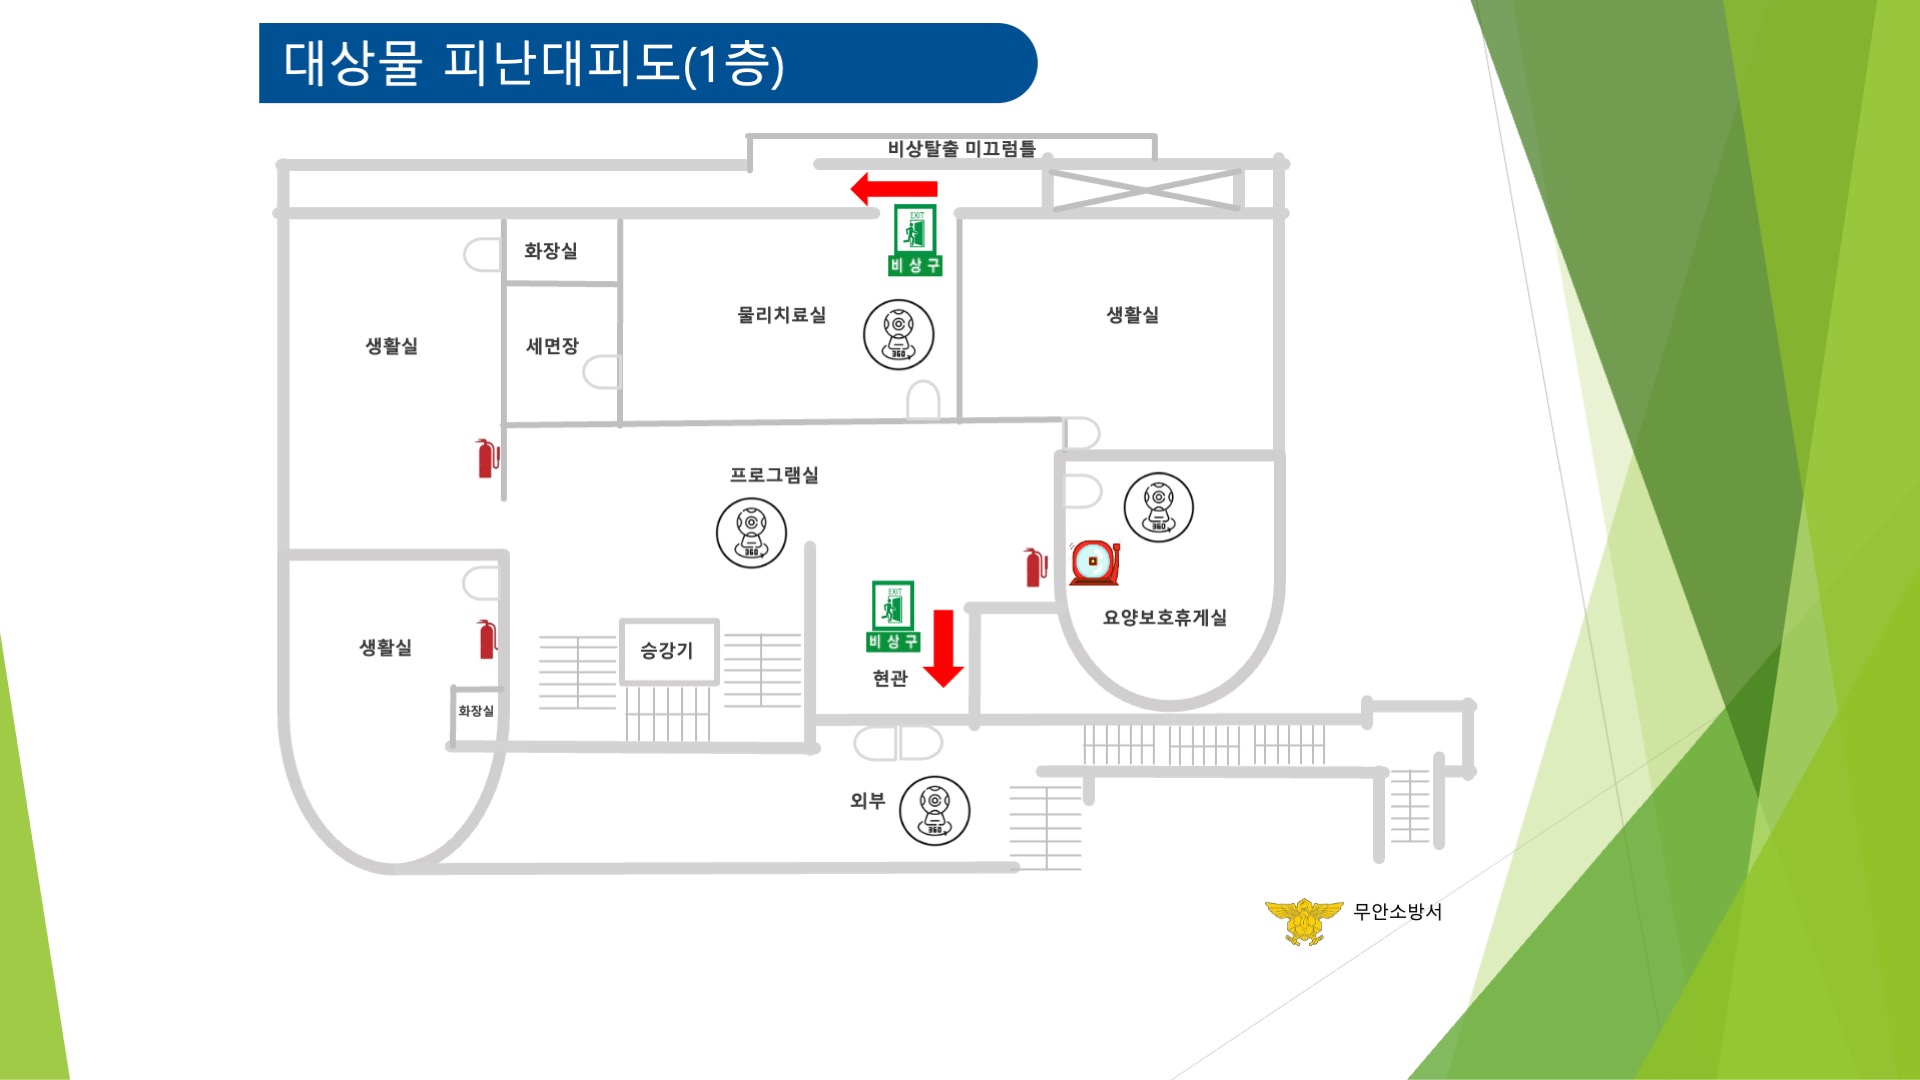 대상물 피난대피도(1층)
비상탈출 미끄럼틀
EXIT
비상구
화장실
물리치료실
생활실
생활실
세면장
360
프로그램실
360
360
EXIT
비상구
요양보호휴게실
생활실
승강기
현관
화장실
외부
360
무안소방서